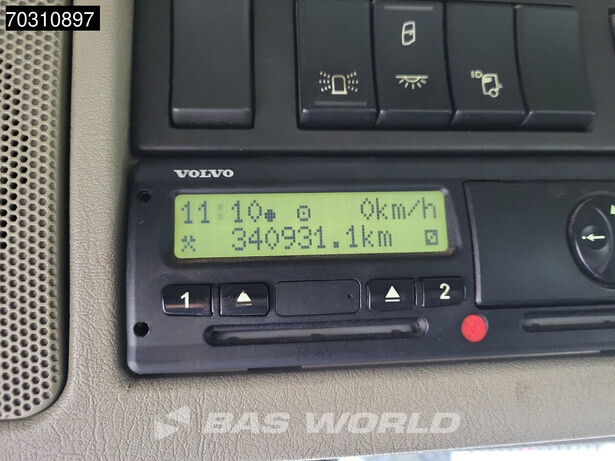 70310897
VOLVO
11:10 0km/h
340931.1km
1 2
BAS WORLD